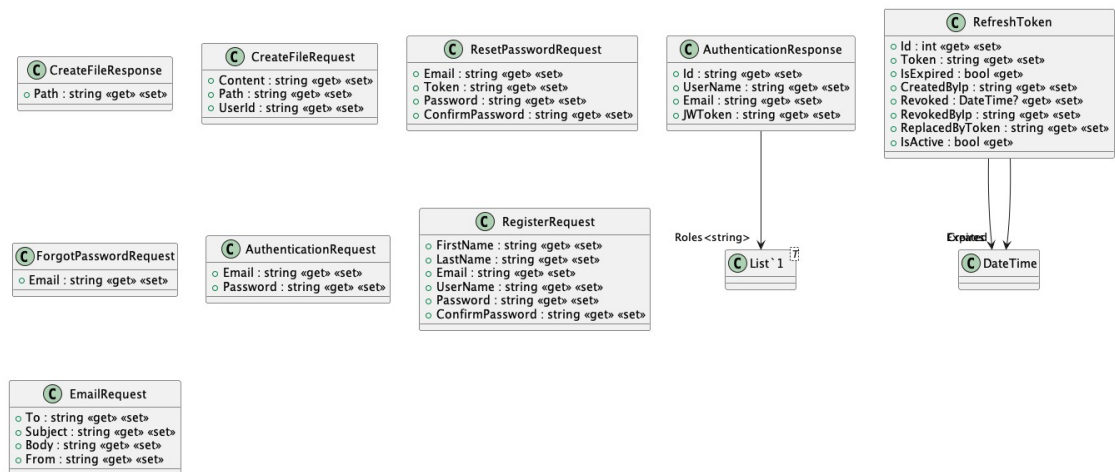 C CreateFileResponse
Path : string «get» «set»
C CreateFileRequest
Content : string «get» «set»
Path : string «get» «set»
UserId : string «get» «set»
C ResetPasswordRequest
Email : string «get» «set»
Token : string «get» «set»
Password : string «get» «set»
ConfirmPassword : string «get» «set»
C AuthenticationResponse
Id : string «get» «set»
UserName : string «get» «set»
Email : string «get» «set»
JWToken : string «get» «set»
C RefreshToken
Id : int «get» «set»
Token : string «get» «set»
IsExpired : bool «get»
CreatedByIp : string «get» «set»
Revoked : DateTime? «get» «set»
RevokedByIp : string «get» «set»
ReplacedByToken : string «get» «set»
IsActive : bool «get»
C ForgotPasswordRequest
Email : string «get» «set»
C AuthenticationRequest
Email : string «get» «set»
Password : string «get» «set»
C RegisterRequest
FirstName : string «get» «set»
LastName : string «get» «set»
Email : string «get» «set»
UserName : string «get» «set»
Password : string «get» «set»
ConfirmPassword : string «get» «set»
Roles<string>
C List`1 T
C DateTime
C EmailRequest
To : string «get» «set»
Subject : string «get» «set»
Body : string «get» «set»
From : string «get» «set»